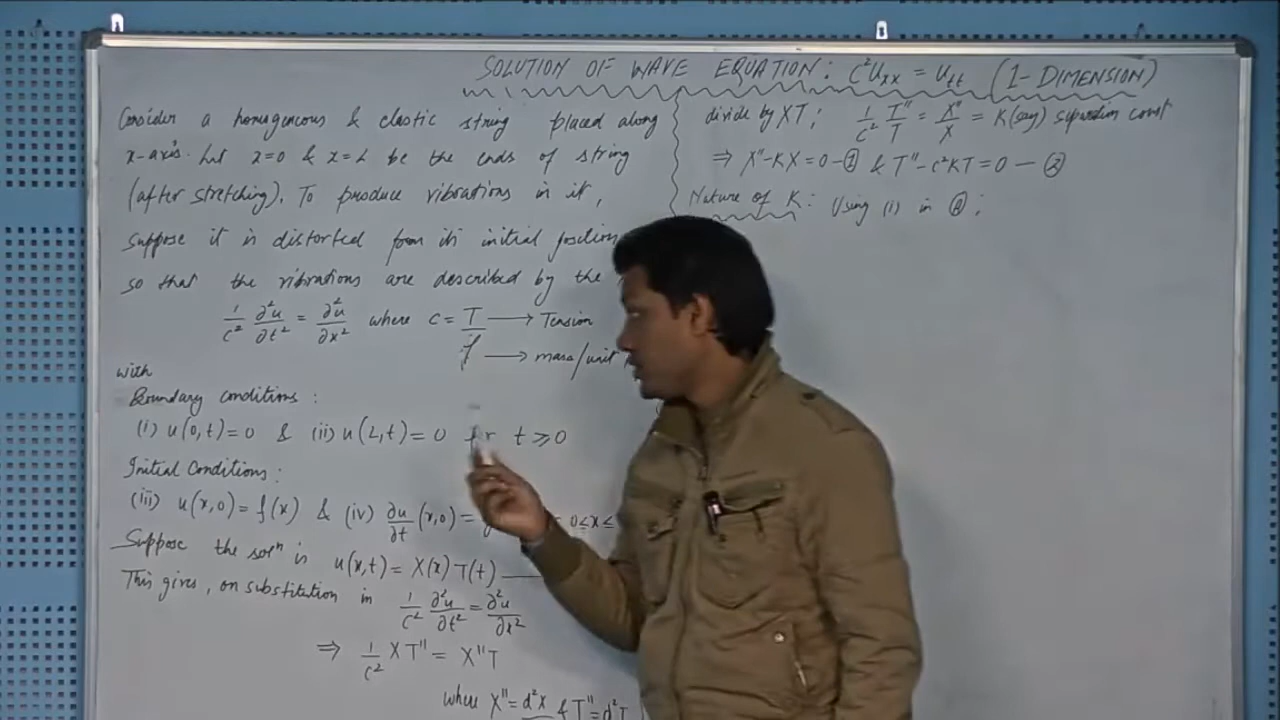 SOLUTION OF WAVE EQUATION: C²Uxx = Utt (1-DIMENSION)
Consider a homogeneous & elastic string placed along
x-axis. Let x=0 & x=L be the ends of string
(after stretching). To produce vibrations in it,
suppose it is distorted from its initial position
so that the vibrations are described by the
1/c² ∂²u/∂t² = ∂²u/∂x² where c = T/ρ → Tension
→ mass/unit
with
Boundary conditions:
(i) u(0,t)=0 & (ii) u(L,t)=0 for t ≥ 0
Initial Conditions:
(iii) u(x,0)=f(x) & (iv) ∂u/∂t (x,0)= 0≤x≤
Suppose the solⁿ is u(x,t) = X(x) T(t)
This gives, on substitution in 1/c² ∂²u/∂t² = ∂²u/∂x²
⇒ 1/c² XT" = X"T
where X" = d²X & T" = d²T
divide by XT; 1/c² T"/T = X"/X = K(say) separation const
⇒ X"-KX=0-① & T"-c²KT=0-②
Nature of K: Using (i) in Ⓐ;